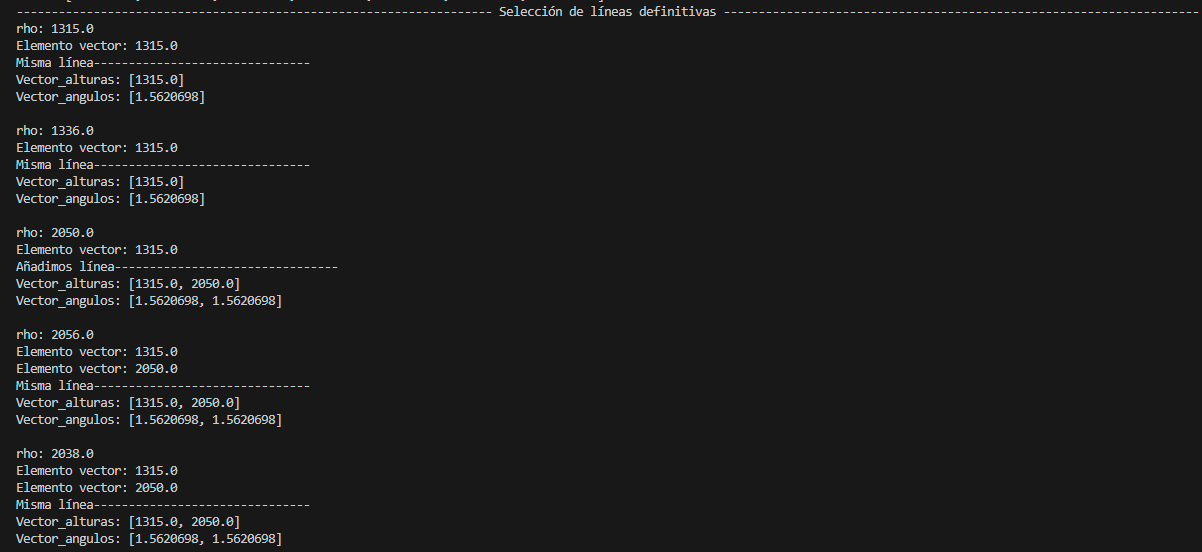 -------------------------------------------------------------------- Selección de líneas definitivas --------------------------------------------------------------------
rho: 1315.0
Elemento vector: 1315.0
Misma línea-------------------------------
Vector_alturas: [1315.0]
Vector_angulos: [1.5620698]
rho: 1336.0
Elemento vector: 1315.0
Misma línea-------------------------------
Vector_alturas: [1315.0]
Vector_angulos: [1.5620698]
rho: 2050.0
Elemento vector: 1315.0
Añadimos línea--------------------------------
Vector_alturas: [1315.0, 2050.0]
Vector_angulos: [1.5620698, 1.5620698]
rho: 2056.0
Elemento vector: 1315.0
Elemento vector: 2050.0
Misma línea-------------------------------
Vector_alturas: [1315.0, 2050.0]
Vector_angulos: [1.5620698, 1.5620698]
rho: 2038.0
Elemento vector: 1315.0
Elemento vector: 2050.0
Misma línea-------------------------------
Vector_alturas: [1315.0, 2050.0]
Vector_angulos: [1.5620698, 1.5620698]